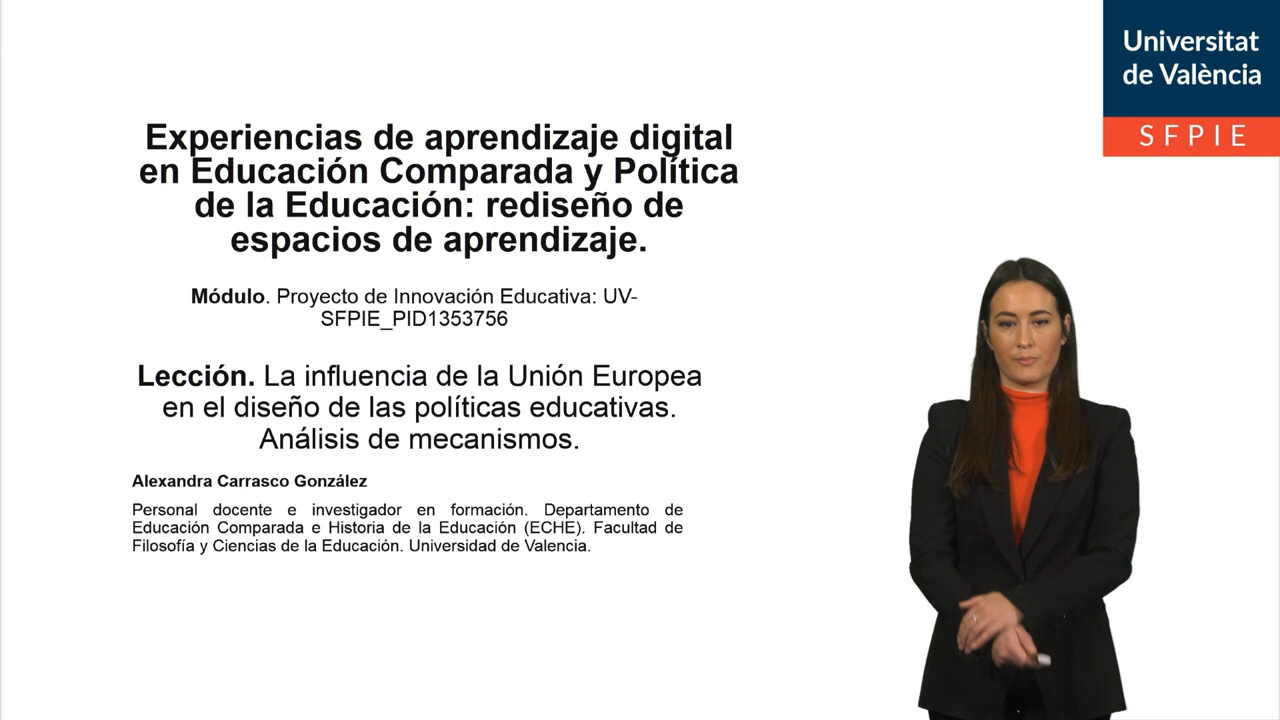 Universitat
de València
SFPIE
Experiencias de aprendizaje digital
en Educación Comparada y Política
de la Educación: rediseño de
espacios de aprendizaje.
Módulo. Proyecto de Innovación Educativa: UV-
SFPIE_PID1353756
Lección. La influencia de la Unión Europea
en el diseño de las políticas educativas.
Análisis de mecanismos.
Alexandra Carrasco González
Personal docente e investigador en formación. Departamento de
Educación Comparada e Historia de la Educación (ECHE). Facultad de
Filosofía y Ciencias de la Educación. Universidad de Valencia.